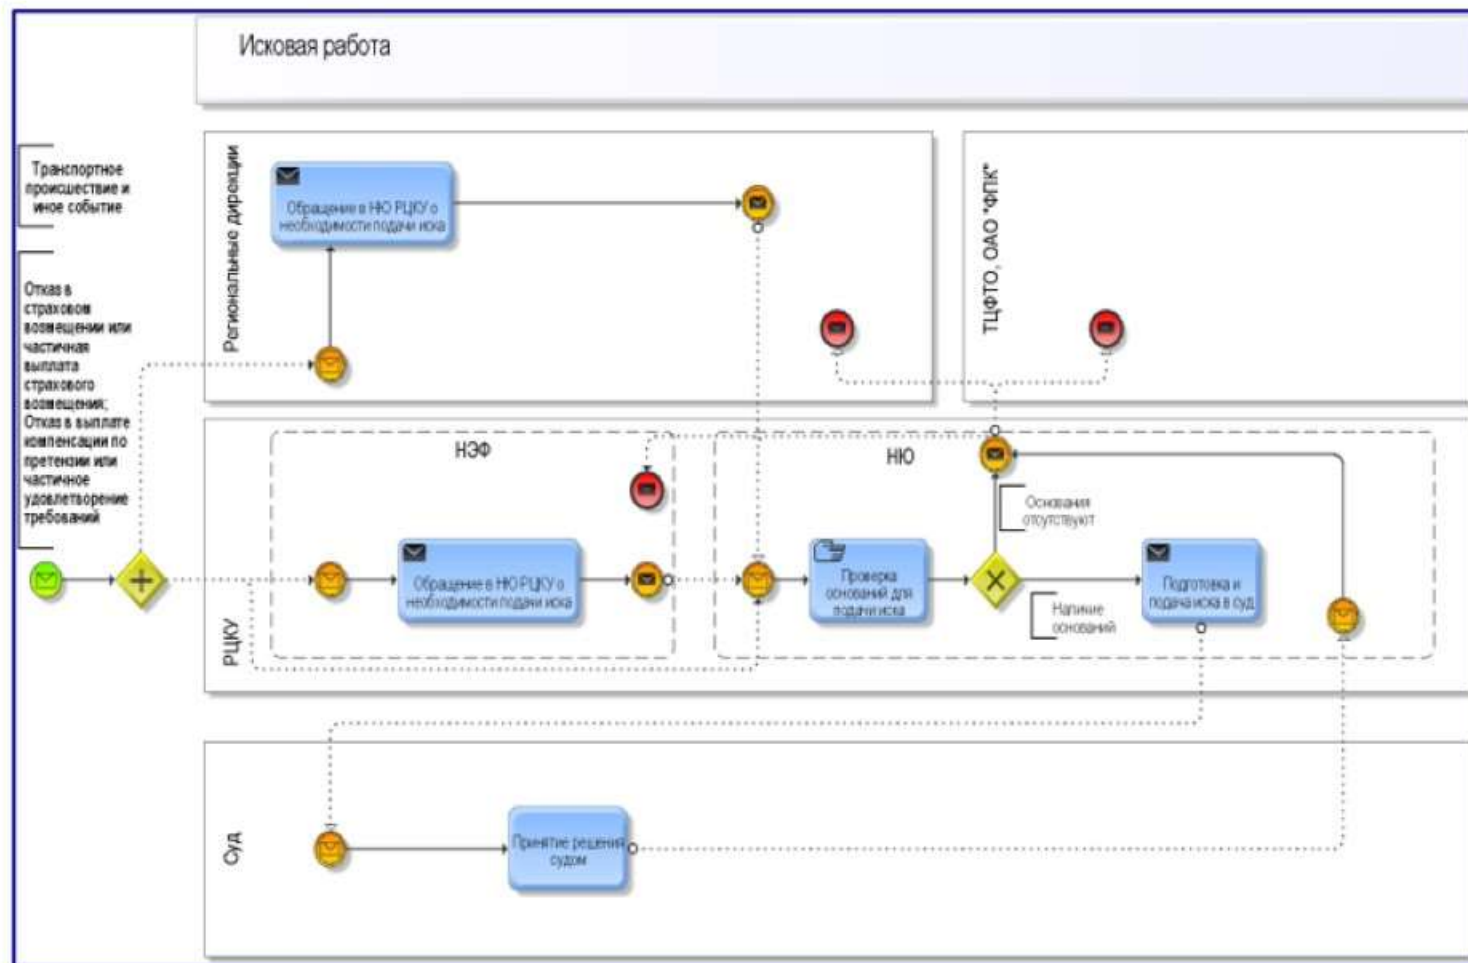 Исковая работа
Транспортное
происшествие и
иное событие
Отказ в
страховом
возмещении или
частичная
выплата
страхового
возмещения;
Отказ в выплате
компенсации по
претензии или
частичное
удовлетворение
требований
Региональные дирекции
Обращение в НЮ РЦКУ о
необходимости подачи иска
ТЦФТО, ОАО "ФПК"
РЦКУ
НЭФ
Обращение в НЮ РЦКУ о
необходимости подачи иска
НЮ
Проверка
оснований для
подачи иска
Основания
отсутствуют
Наличие
оснований
Подготовка и
подача иска в суд
Суд
Принятие решения
судом